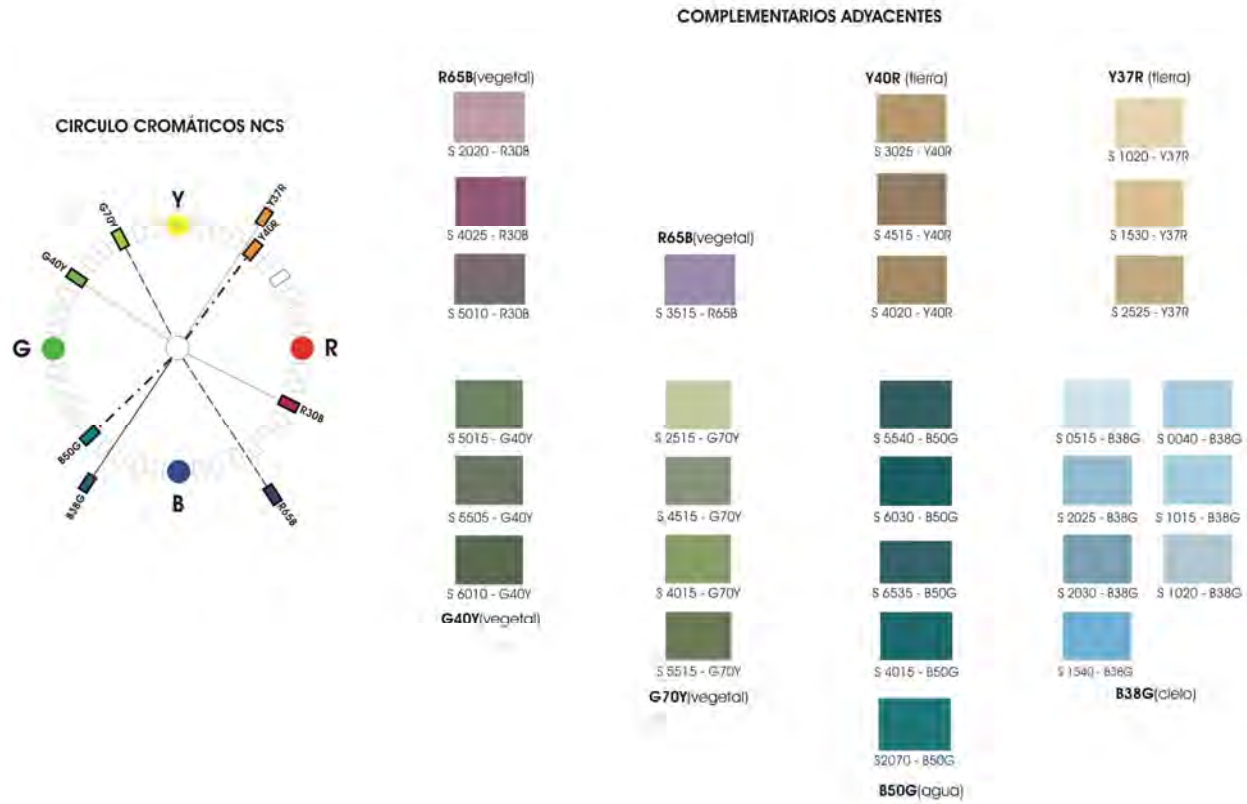 COMPLEMENTARIOS ADYACENTES
CIRCULO CROMÁTICOS NCS
Y
G70Y
Y37R
Y40R
G40Y
G
R
R30B
B50G
B38G
B
R65B
R65B(vegetal)
S 2020 - R30B
S 4025 - R30B
S 5010 - R30B
S 5015 - G40Y
S 5505 - G40Y
S 6010 - G40Y
G40Y(vegetal)
R65B(vegetal)
S 3515 - R65B
S 2515 - G70Y
S 4515 - G70Y
S 4015 - G70Y
S 5515 - G70Y
G70Y(vegetal)
Y40R (tierra)
S 3025 - Y40R
S 4515 - Y40R
S 4020 - Y40R
S 5540 - B50G
S 6030 - B50G
S 6535 - B50G
S 4015 - B50G
S2070 - B50G
B50G(agua)
Y37R (tierra)
S 1020 - Y37R
S 1530 - Y37R
S 2525 - Y37R
S 0515 - B38G
S 0040 - B38G
S 2025 - B38G
S 1015 - B38G
S 2030 - B38G
S 1020 - B38G
S 1540 - B38G
B38G(cielo)